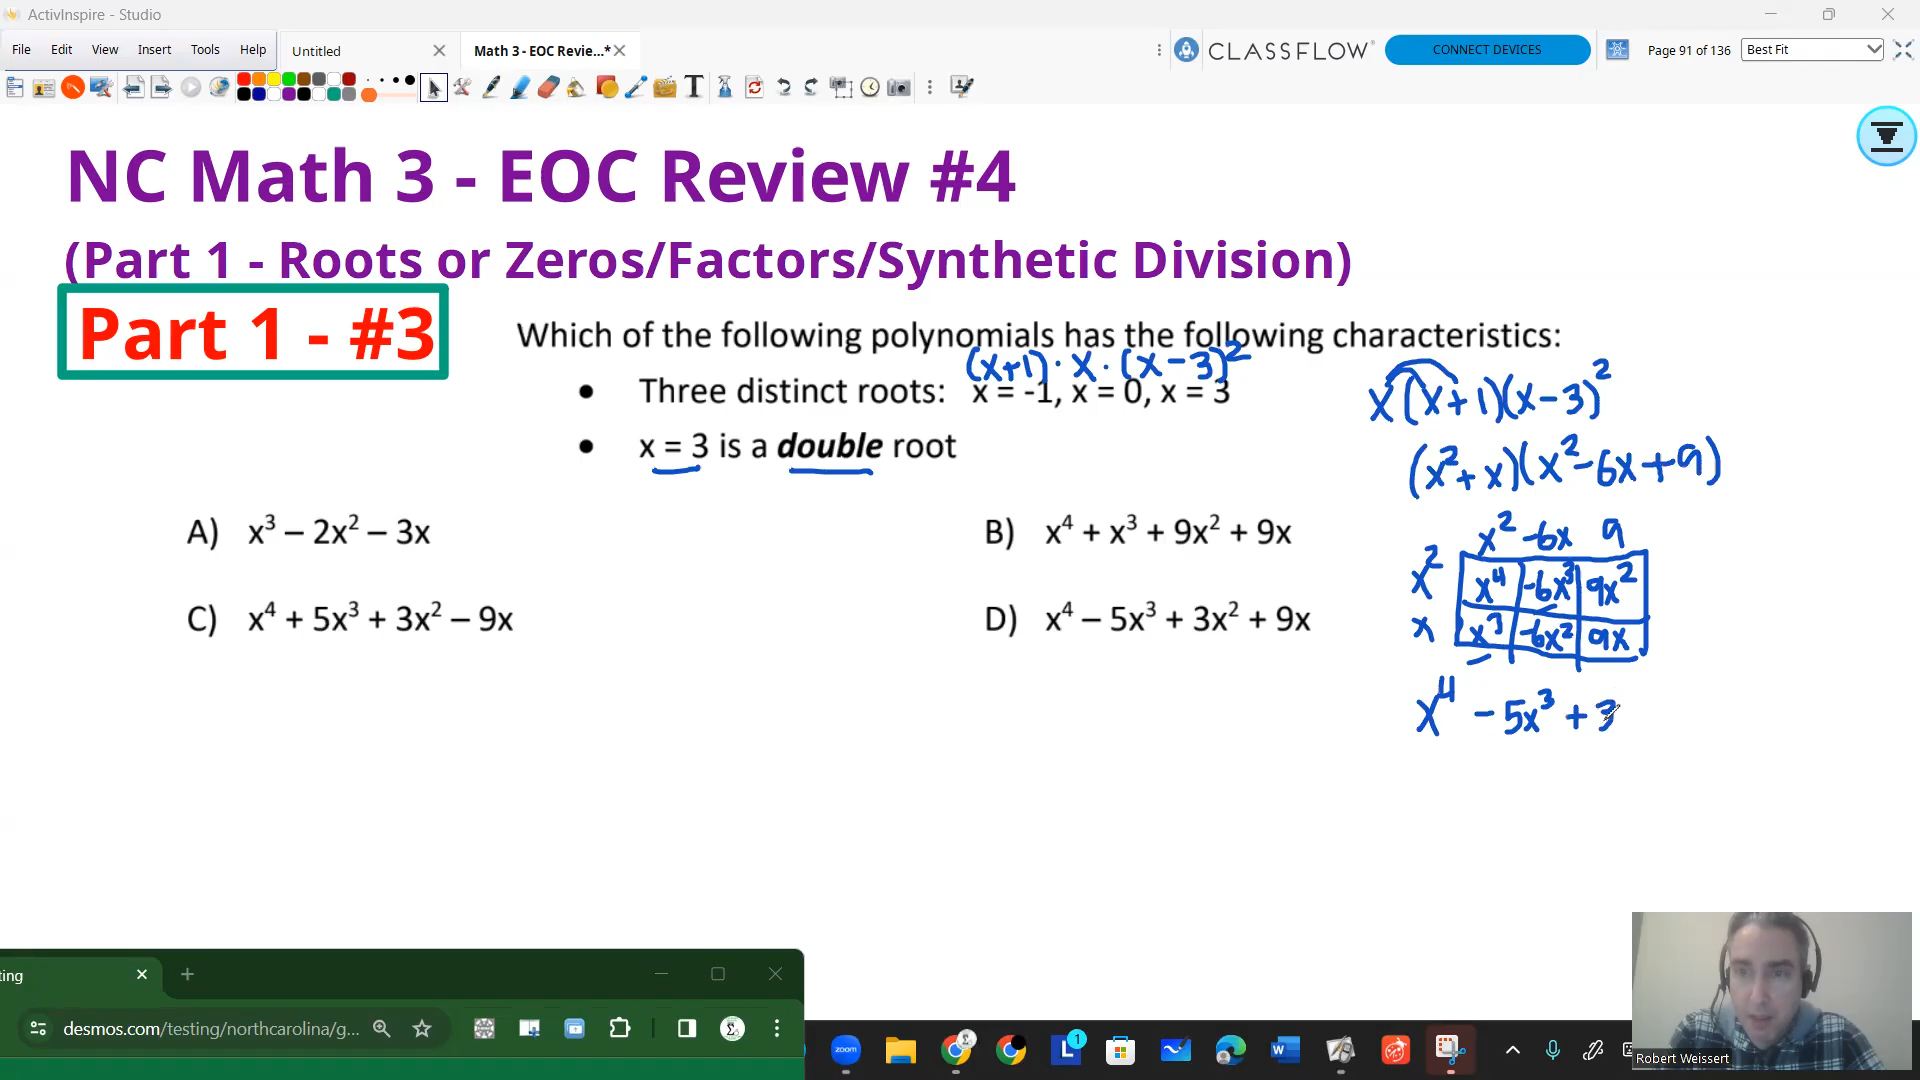 ActivInspire - Studio
File Edit View Insert Tools Help
Untitled
Math 3 - EOC Revie...*
CLASSFLOW
CONNECT DEVICES
Page 91 of 136
Best Fit
NC Math 3 - EOC Review #4
(Part 1 - Roots or Zeros/Factors/Synthetic Division)
Part 1 - #3
Which of the following polynomials has the following characteristics:
(x+1) · x · (x-3)²
• Three distinct roots: x = -1, x = 0, x = 3
• x = 3 is a double root
A) x³ – 2x² – 3x
B) x⁴ + x³ + 9x² + 9x
C) x⁴ + 5x³ + 3x² – 9x
D) x⁴ – 5x³ + 3x² + 9x
x(x+1)(x-3)²
(x²+x)(x²-6x+9)
x² -6x 9
x² x⁴ -6x³ 9x²
x x³ -6x² 9x
x⁴ - 5x³ + 3
ting
desmos.com/testing/northcarolina/g...
zoom
L
1
W
Robert Weissert